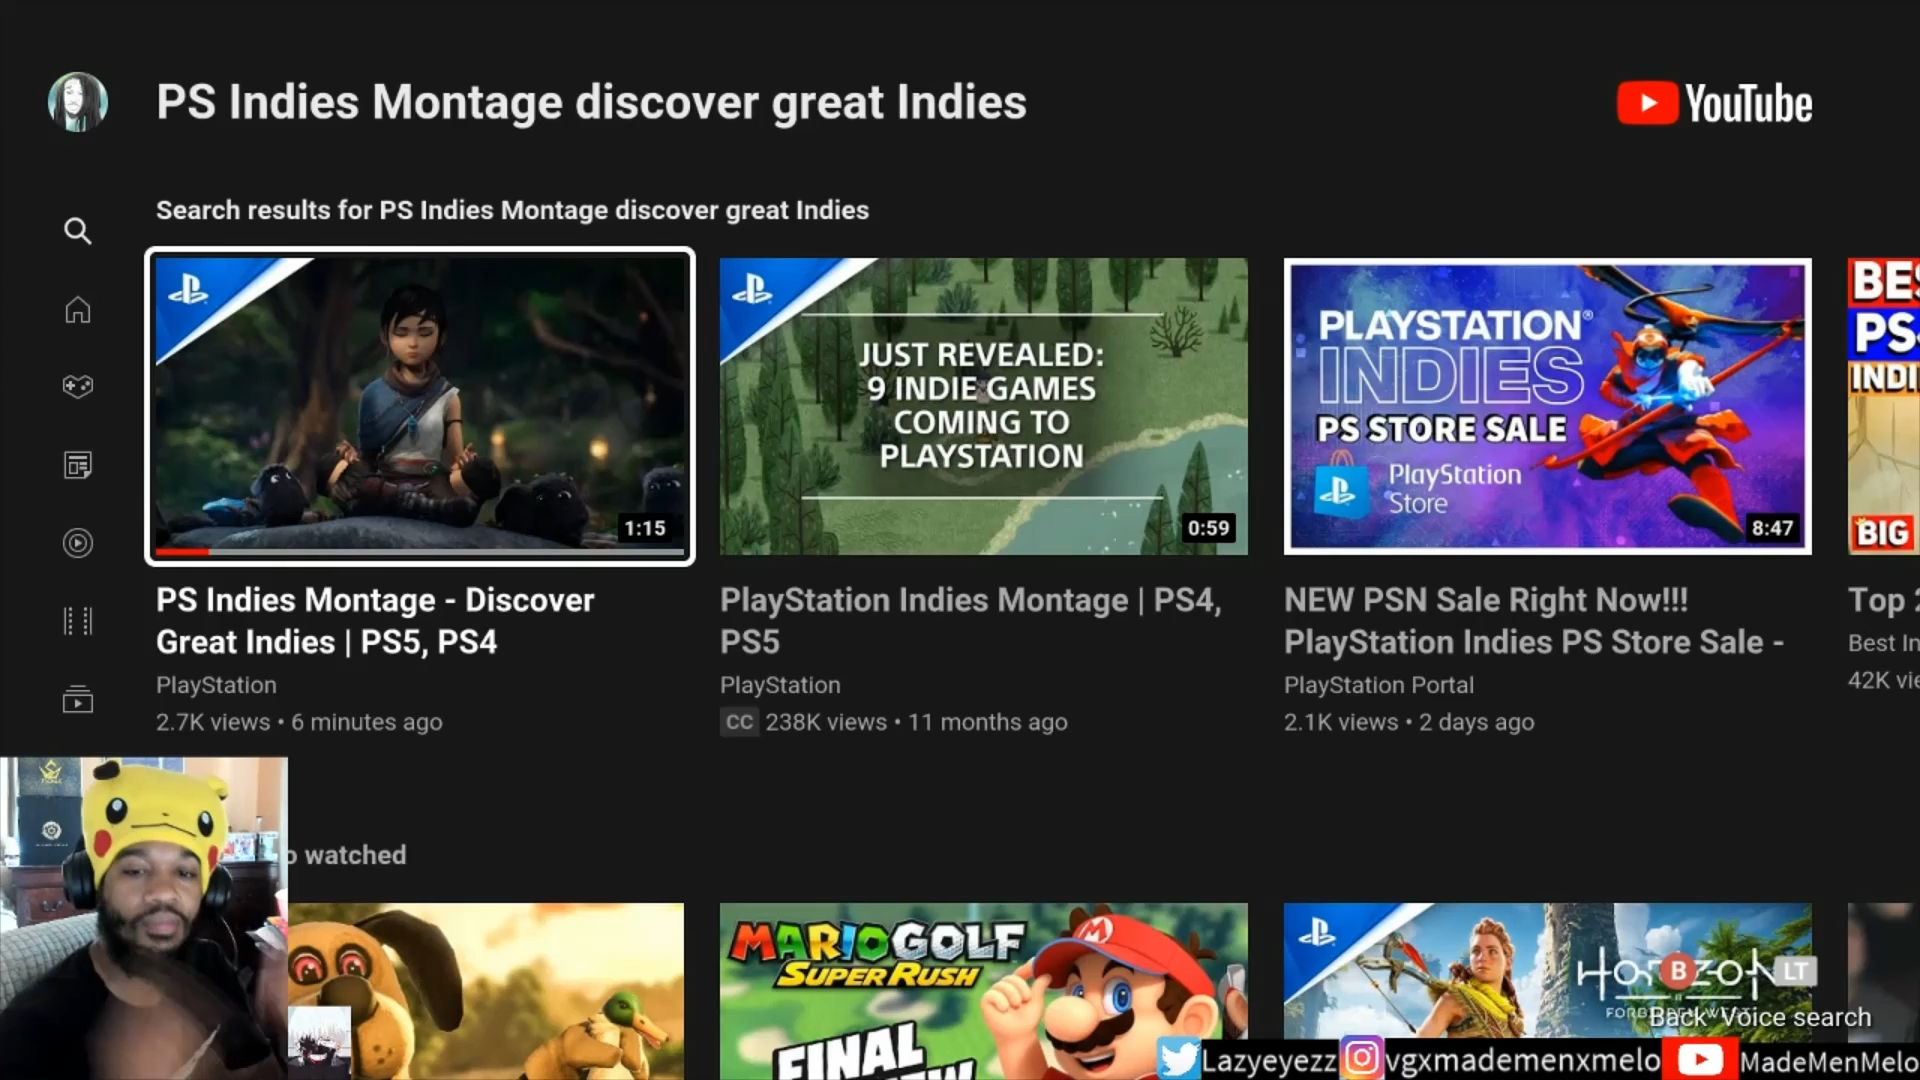 PS Indies Montage discover great Indies
YouTube
Search results for PS Indies Montage discover great Indies
1:15
PS Indies Montage - Discover
Great Indies | PS5, PS4
PlayStation
2.7K views • 6 minutes ago
JUST REVEALED:
9 INDIE GAMES
COMING TO
PLAYSTATION
0:59
PlayStation Indies Montage | PS4,
PS5
PlayStation
CC 238K views • 11 months ago
PLAYSTATION®
INDIES
PS STORE SALE
PlayStation
Store
8:47
NEW PSN Sale Right Now!!!
PlayStation Indies PS Store Sale -
PlayStation Portal
2.1K views • 2 days ago
INDI
BIG
Top
Best In
42K
watched
MARIO GOLF
SUPER RUSH
FINAL
B
LT
Back Voice search
Lazyeyezz
vgxmademenxmelo
MadeMenMelo